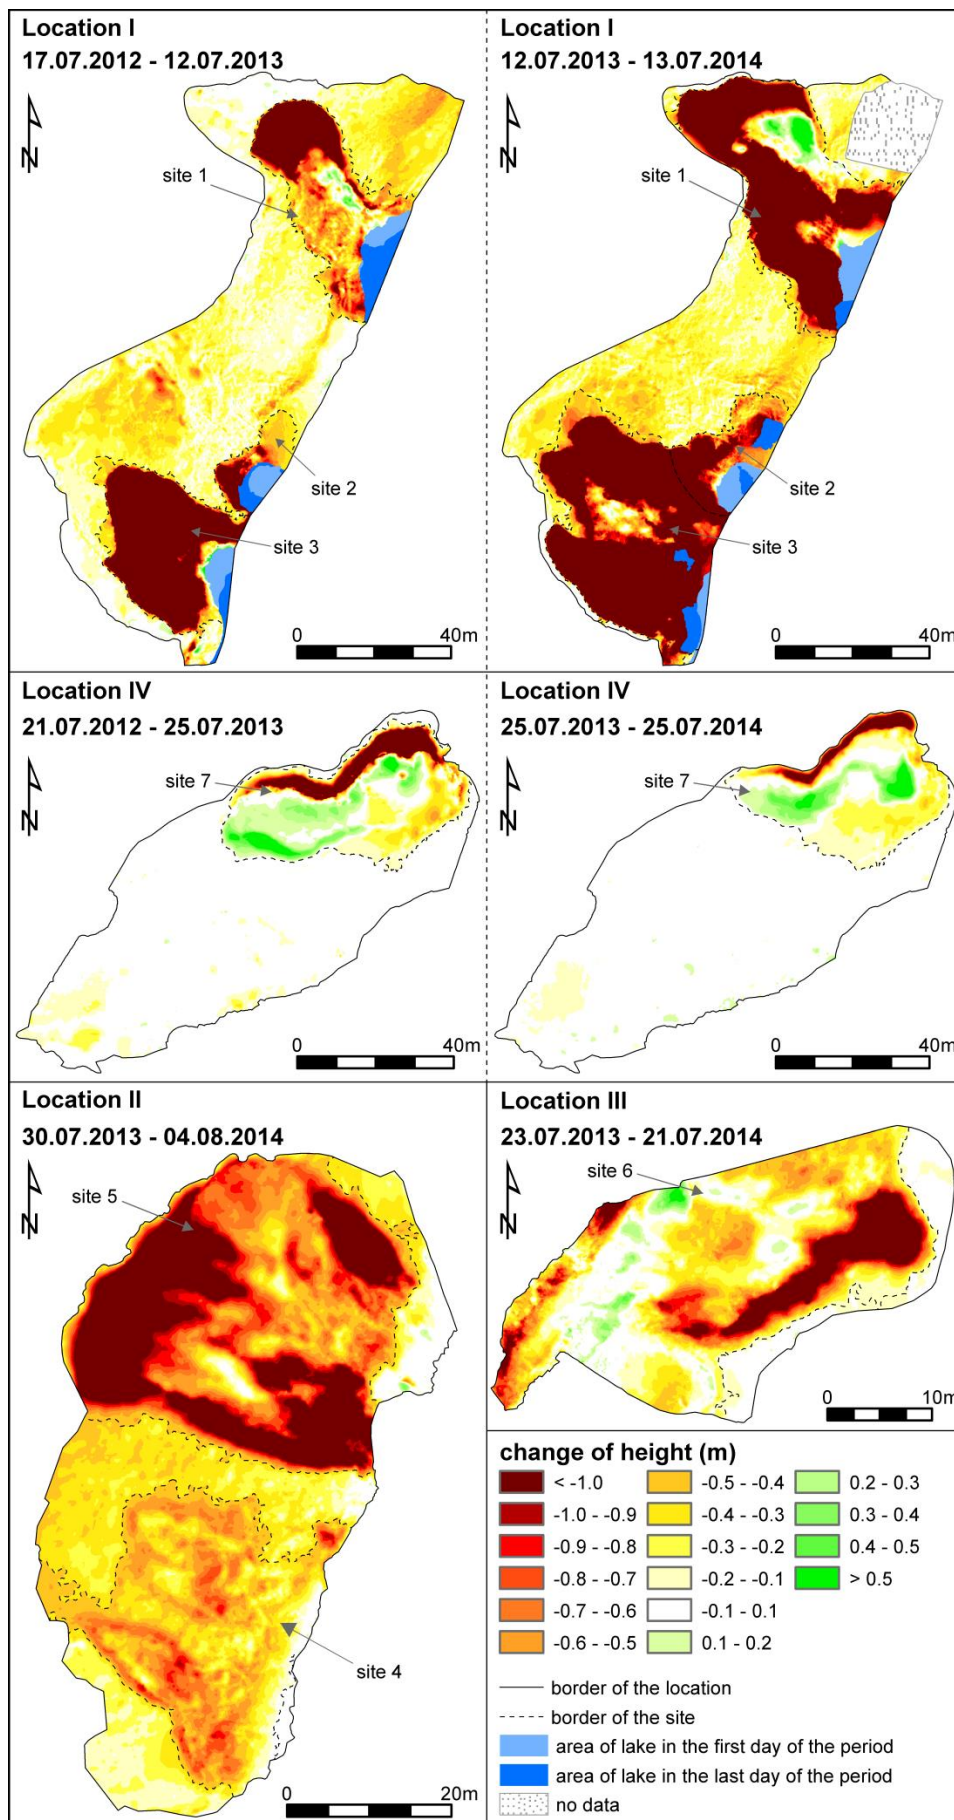 Location I
17.07.2012 - 12.07.2013
N
site 1
site 2
site 3
0 40m
Location I
12.07.2013 - 13.07.2014
N
site 1
site 2
site 3
0 40m
Location IV
21.07.2012 - 25.07.2013
N
site 7
0 40m
Location IV
25.07.2013 - 25.07.2014
N
site 7
0 40m
Location II
30.07.2013 - 04.08.2014
N
site 5
site 4
0 20m
Location III
23.07.2013 - 21.07.2014
N
site 6
0 10m
change of height (m)
< -1.0 -0.5 - -0.4 0.2 - 0.3
-1.0 - -0.9 -0.4 - -0.3 0.3 - 0.4
-0.9 - -0.8 -0.3 - -0.2 0.4 - 0.5
-0.8 - -0.7 -0.2 - -0.1 > 0.5
-0.7 - -0.6 -0.1 - 0.1
-0.6 - -0.5 0.1 - 0.2
border of the location
border of the site
area of lake in the first day of the period
area of lake in the last day of the period
no data